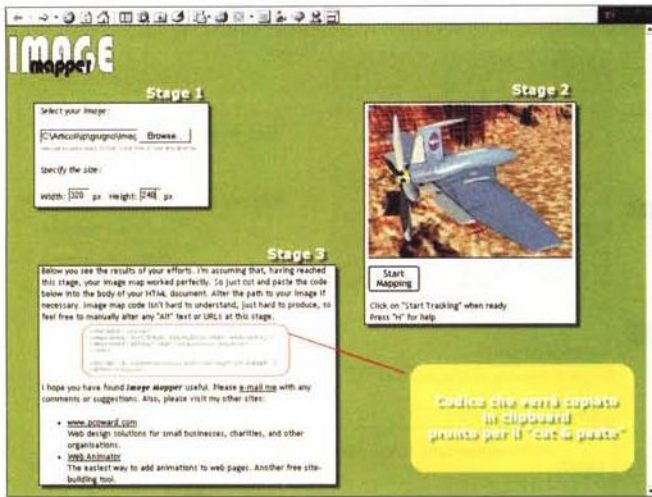 IMAGE
mapper
Stage 1
Select your image:
C:\Articoli\pigiugno\Imag Browse...
Specify the size:
Width: 320 px Height: 240 px
Stage 2
Start
Mapping
Click on "Start Tracking" when ready
Press "H" for help
Stage 3
Below you see the results of your efforts. I'm assuming that, having reached
this stage, your image map worked perfectly. So just cut and paste the code
below into the body of your HTML document. Alter the path to your image if
necessary. Image map code isn't hard to understand, just hard to produce, so
feel free to manually alter any "Alt" text or URLs at this stage.
I hope you have found Image Mapper useful. Please e-mail me with any
comments or suggestions. Also, please visit my other sites:
• www.pcoward.com
Web design solutions for small businesses, charities, and other
organisations.
• Web Animator
The easiest way to add animations to web pages. Another free site-
building tool.
Codice che verrà copiato
in clipboard
pronto per il "cut & paste"